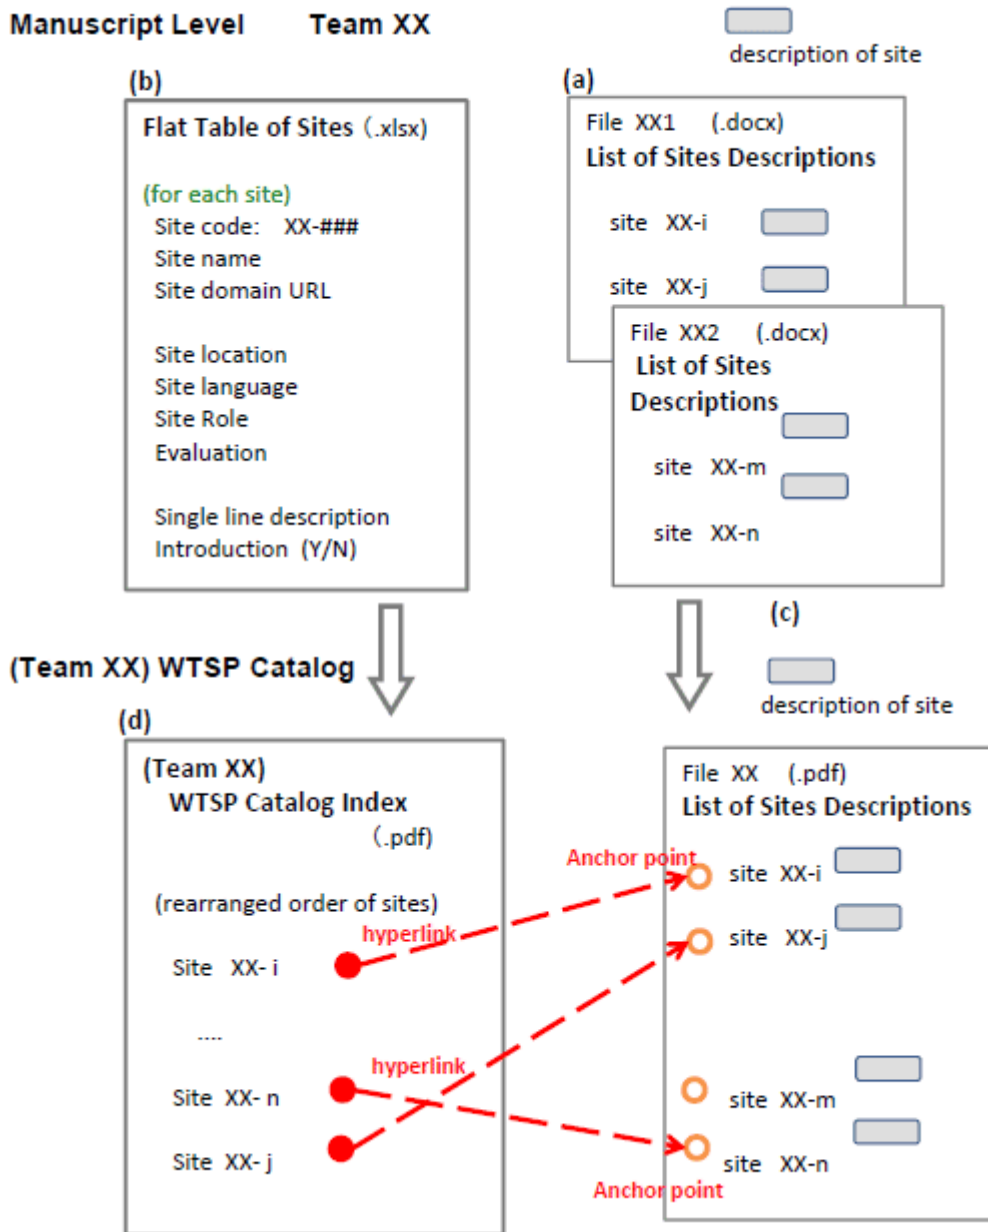 Manuscript Level Team XX
description of site
(b)
Flat Table of Sites (.xlsx)
(for each site)
Site code: XX-###
Site name
Site domain URL
Site location
Site language
Site Role
Evaluation
Single line description
Introduction (Y/N)
(a)
File XX1 (.docx)
List of Sites Descriptions
site XX-i
site XX-j
File XX2 (.docx)
List of Sites
Descriptions
site XX-m
site XX-n
(Team XX) WTSP Catalog
(c)
description of site
(d)
(Team XX)
WTSP Catalog Index
(.pdf)
(rearranged order of sites)
hyperlink
Site XX- i
....
hyperlink
Site XX- n
Site XX- j
File XX (.pdf)
List of Sites Descriptions
Anchor point
site XX-i
site XX-j
site XX-m
site XX-n
Anchor point